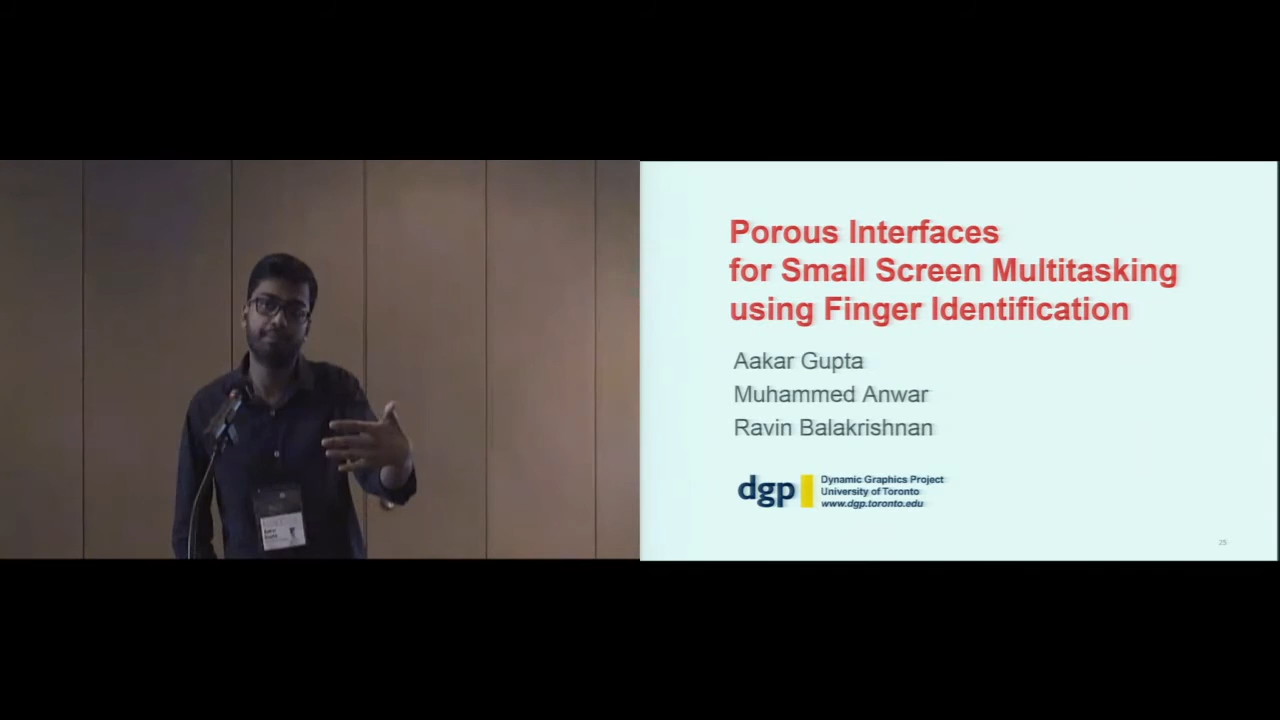 Porous Interfaces
for Small Screen Multitasking
using Finger Identification
Aakar Gupta
Muhammed Anwar
Ravin Balakrishnan
dgp
Dynamic Graphics Project
University of Toronto
www.dgp.toronto.edu
25